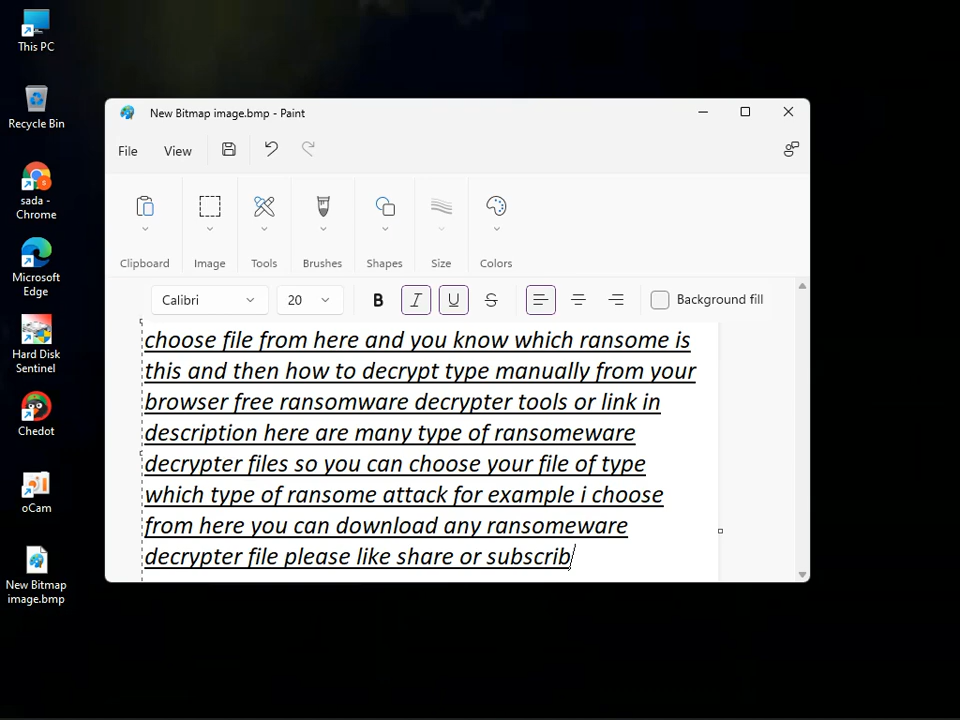 This PC
Recycle Bin
sada -
Chrome
Microsoft
Edge
Hard Disk
Sentinel
Chedot
oCam
New Bitmap
image.bmp
New Bitmap image.bmp - Paint
File
View
Clipboard
Image
Tools
Brushes
Shapes
Size
Colors
Calibri
20
B I U S
Background fill
choose file from here and you know which ransome is
this and then how to decrypt type manually from your
browser free ransomware decrypter tools or link in
description here are many type of ransomeware
decrypter files so you can choose your file of type
which type of ransome attack for example i choose
from here you can download any ransomeware
decrypter file please like share or subscrib